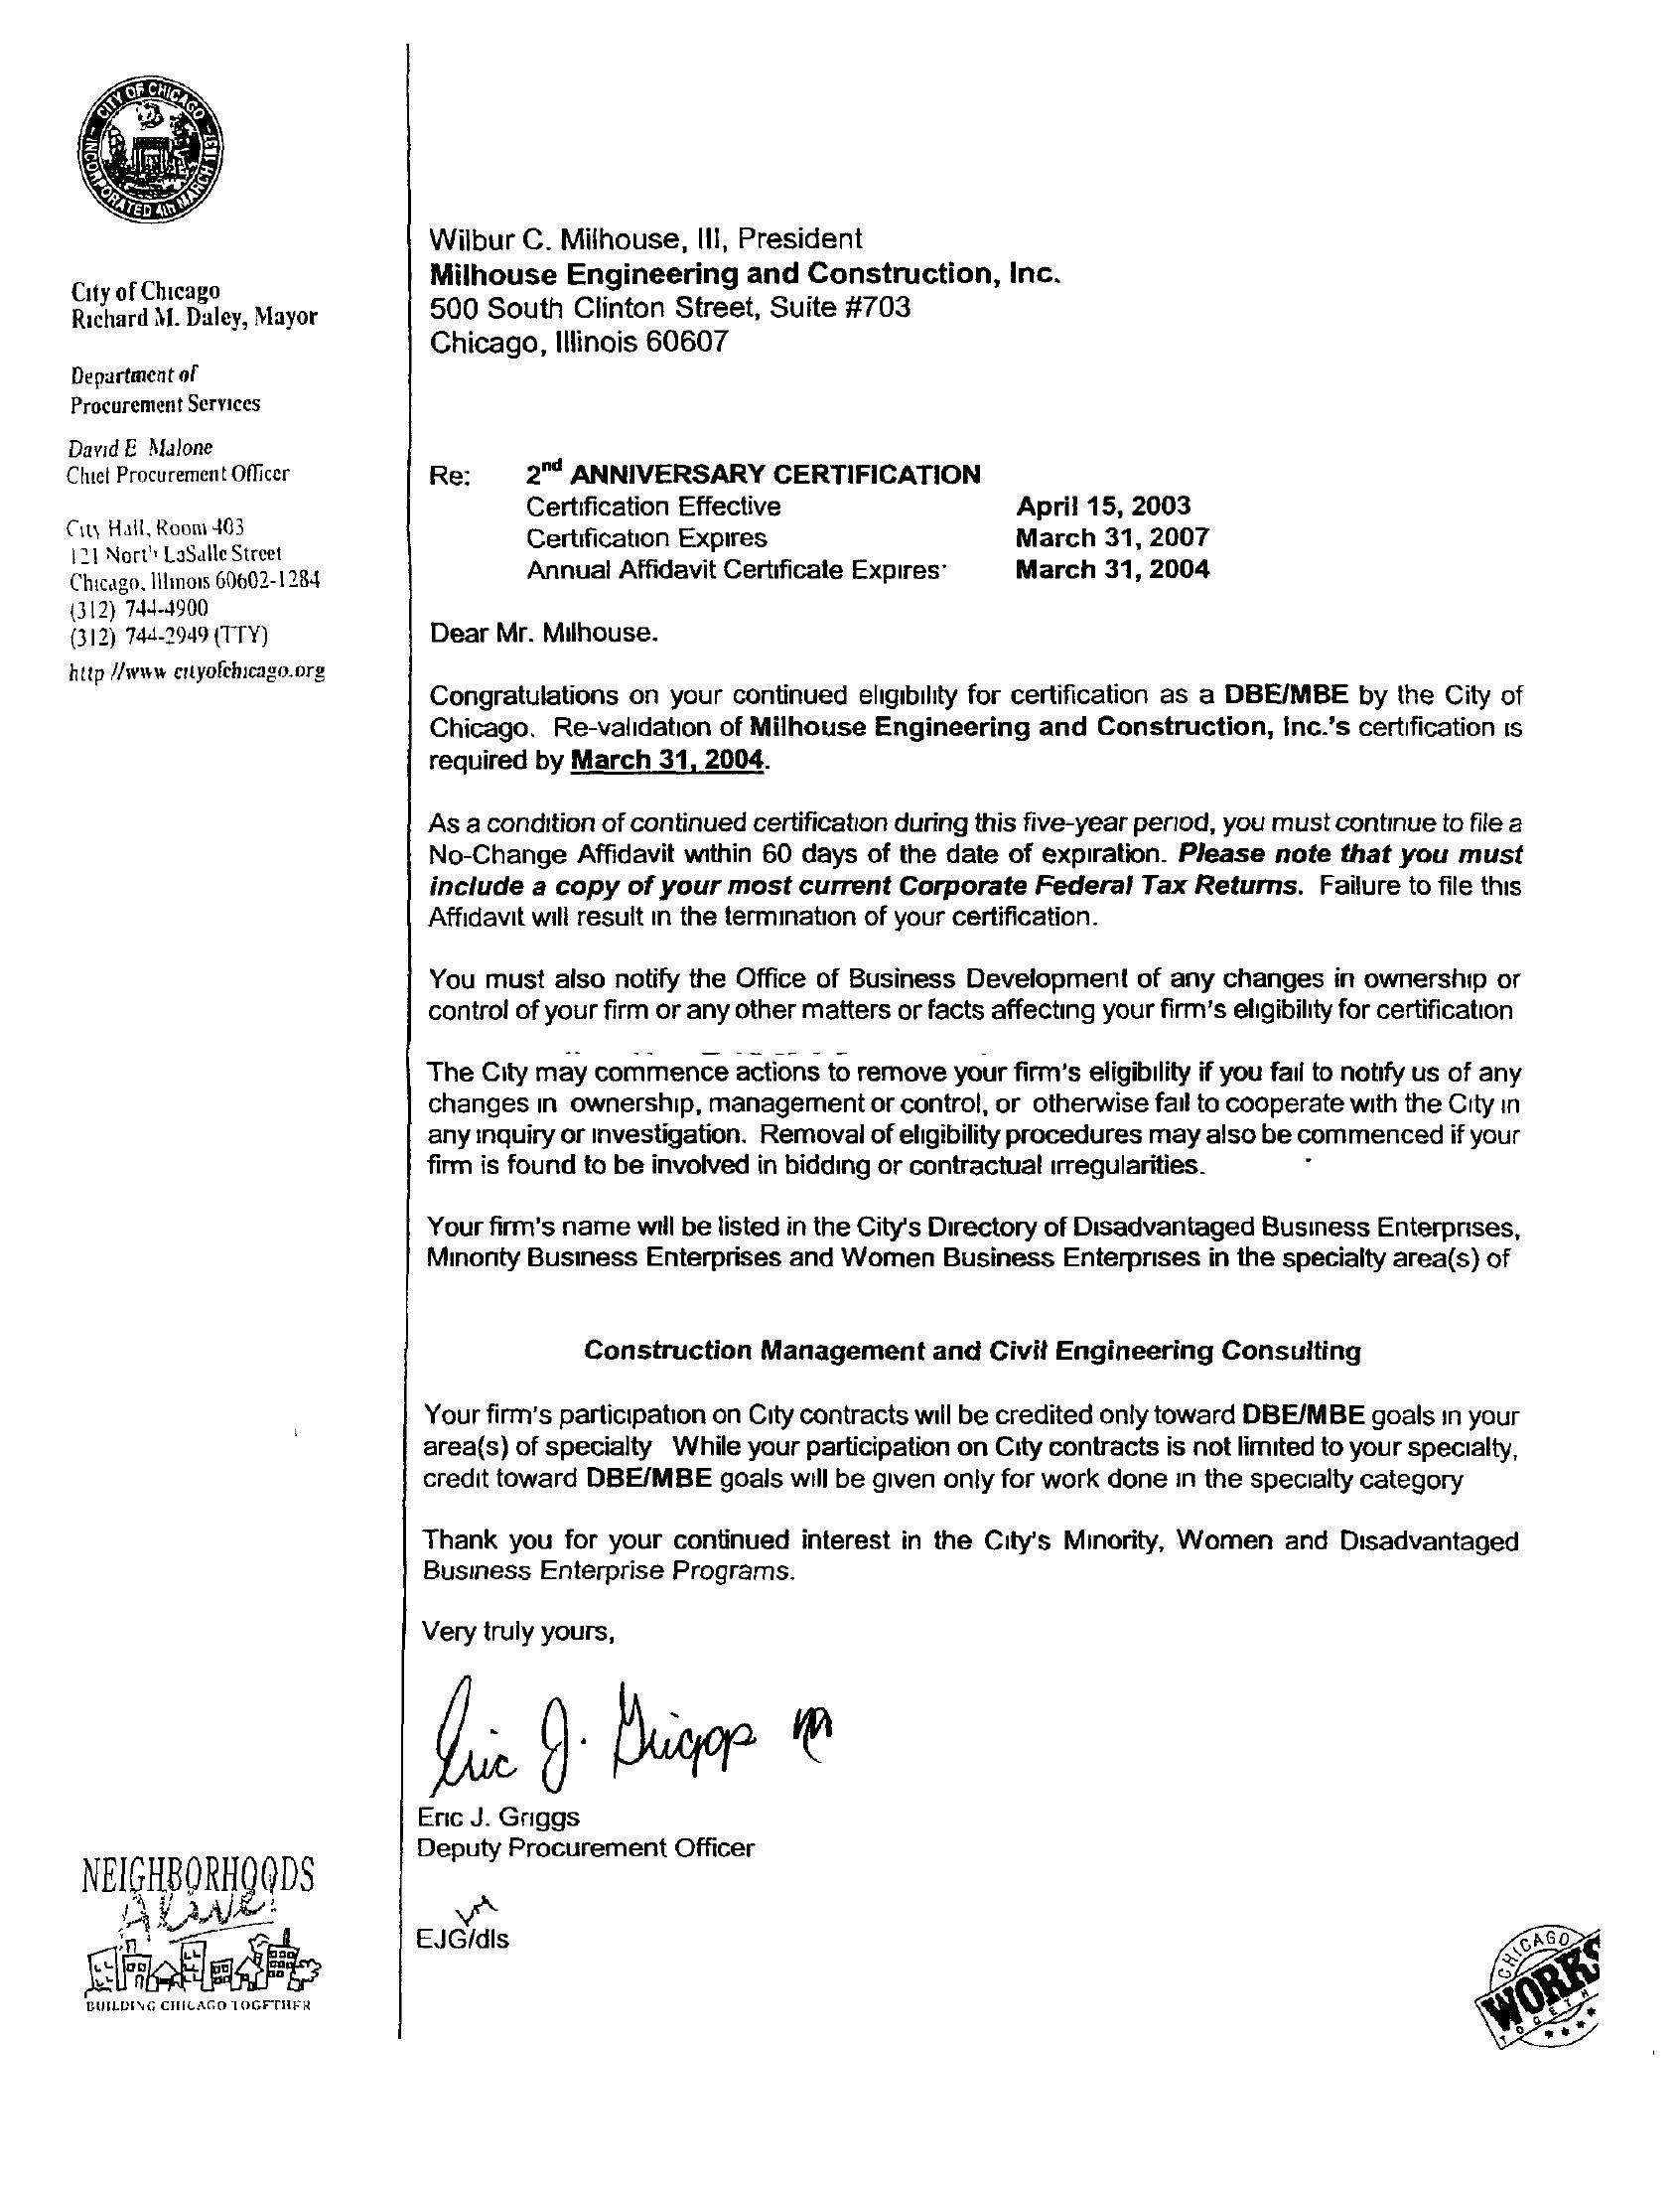 CITY OF CHICAGO
INCORPORATED 4th MARCH 1837
City of Chicago
Richard M. Daley, Mayor
Department of
Procurement Services
David E Malone
Chief Procurement Officer
City Hall, Room 403
121 North LaSalle Street
Chicago, Illinois 60602-1284
(312) 744-4900
(312) 744-2949 (TTY)
http //www cityofchicago.org
Wilbur C. Milhouse, III, President
Milhouse Engineering and Construction, Inc.
500 South Clinton Street, Suite #703
Chicago, Illinois 60607
Re: 2nd ANNIVERSARY CERTIFICATION
Certification Effective April 15, 2003
Certification Expires March 31, 2007
Annual Affidavit Certificate Expires· March 31, 2004
Dear Mr. Milhouse.
Congratulations on your continued eligibility for certification as a DBE/MBE by the City of
Chicago. Re-validation of Milhouse Engineering and Construction, Inc.'s certification is
required by March 31, 2004.
As a condition of continued certification during this five-year period, you must continue to file a
No-Change Affidavit within 60 days of the date of expiration. Please note that you must
include a copy of your most current Corporate Federal Tax Returns. Failure to file this
Affidavit will result in the termination of your certification.
You must also notify the Office of Business Development of any changes in ownership or
control of your firm or any other matters or facts affecting your firm's eligibility for certification
The City may commence actions to remove your firm's eligibility if you fail to notify us of any
changes in ownership, management or control, or otherwise fail to cooperate with the City in
any inquiry or investigation. Removal of eligibility procedures may also be commenced if your
firm is found to be involved in bidding or contractual irregularities.
Your firm's name will be listed in the City's Directory of Disadvantaged Business Enterprises,
Minority Business Enterprises and Women Business Enterprises in the specialty area(s) of
Construction Management and Civil Engineering Consulting
Your firm's participation on City contracts will be credited only toward DBE/MBE goals in your
area(s) of specialty While your participation on City contracts is not limited to your specialty,
credit toward DBE/MBE goals will be given only for work done in the specialty category
Thank you for your continued interest in the City's Minority, Women and Disadvantaged
Business Enterprise Programs.
Very truly yours,
Eric J. Griggs
Eric J. Griggs
Deputy Procurement Officer
EJG/dls
NEIGHBORHOODS
Alive!
BUILDING CHICAGO TOGETHER
CHICAGO
WORKS
TOGETH